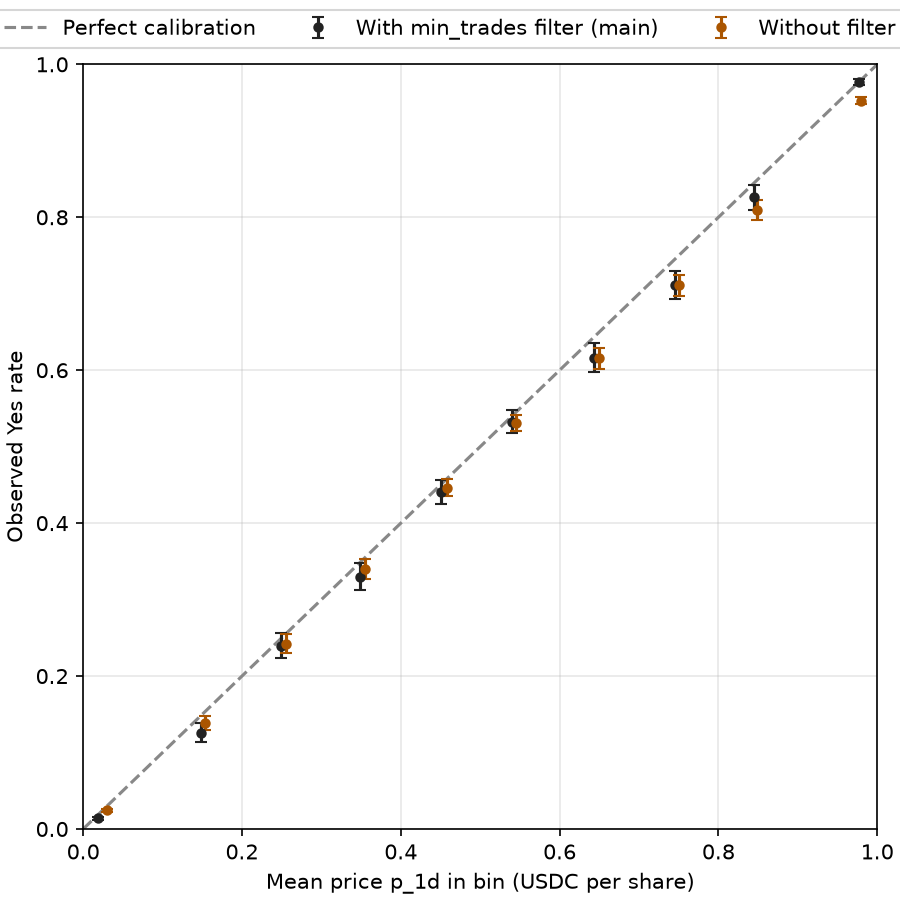 Perfect calibration With min_trades filter (main) Without filter
1.0
0.8
0.6
0.4
0.2
0.0
Observed Yes rate
0.0 0.2 0.4 0.6 0.8 1.0
Mean price p_1d in bin (USDC per share)